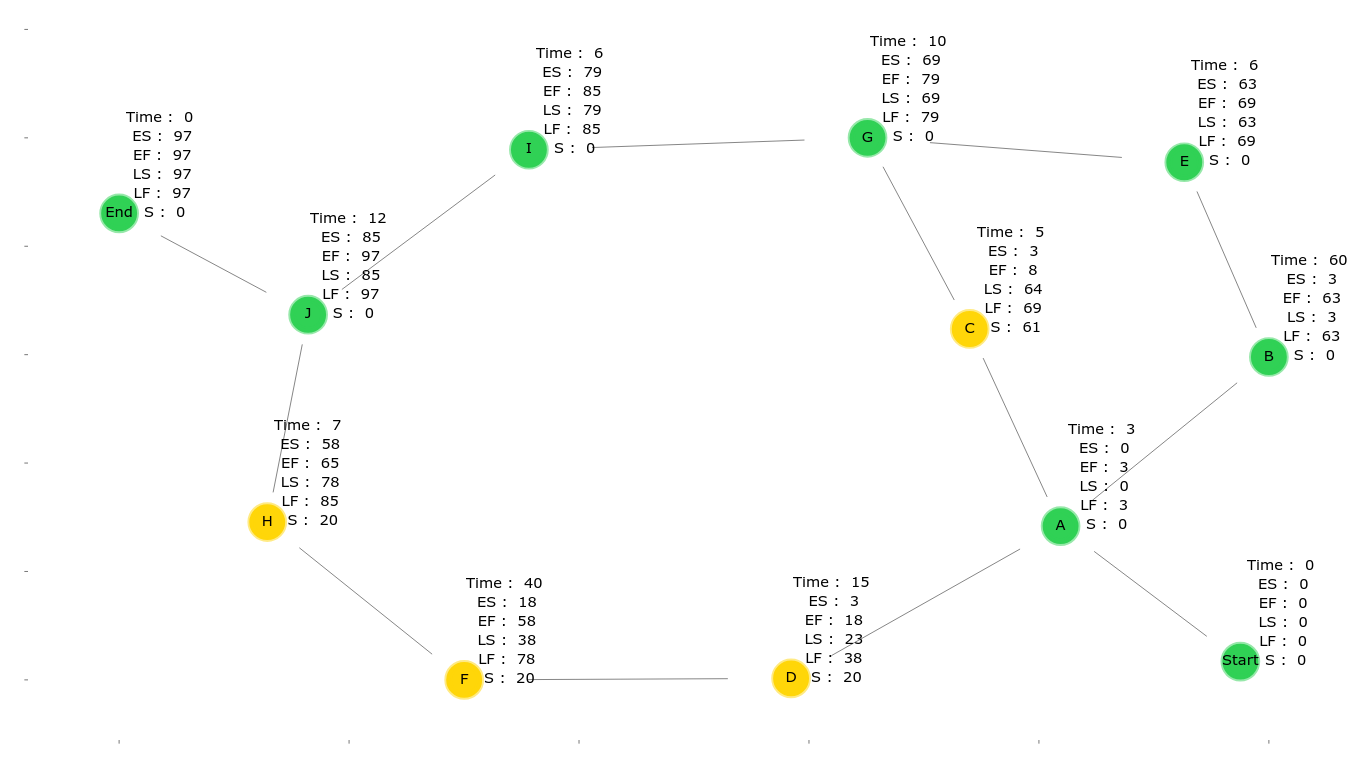 Time : 10
ES : 69
EF : 79
LS : 69
LF : 79
S : 0
G
Time : 6
ES : 79
EF : 85
LS : 79
LF : 85
S : 0
I
Time : 6
ES : 63
EF : 69
LS : 63
LF : 69
S : 0
E
Time : 0
ES : 97
EF : 97
LS : 97
LF : 97
S : 0
End
Time : 12
ES : 85
EF : 97
LS : 85
LF : 97
S : 0
J
Time : 5
ES : 3
EF : 8
LS : 64
LF : 69
S : 61
C
Time : 60
ES : 3
EF : 63
LS : 3
LF : 63
S : 0
B
Time : 7
ES : 58
EF : 65
LS : 78
LF : 85
S : 20
H
Time : 3
ES : 0
EF : 3
LS : 0
LF : 3
S : 0
A
Time : 0
ES : 0
EF : 0
LS : 0
LF : 0
S : 0
Start
Time : 15
ES : 3
EF : 18
LS : 23
LF : 38
S : 20
D
Time : 40
ES : 18
EF : 58
LS : 38
LF : 78
S : 20
F